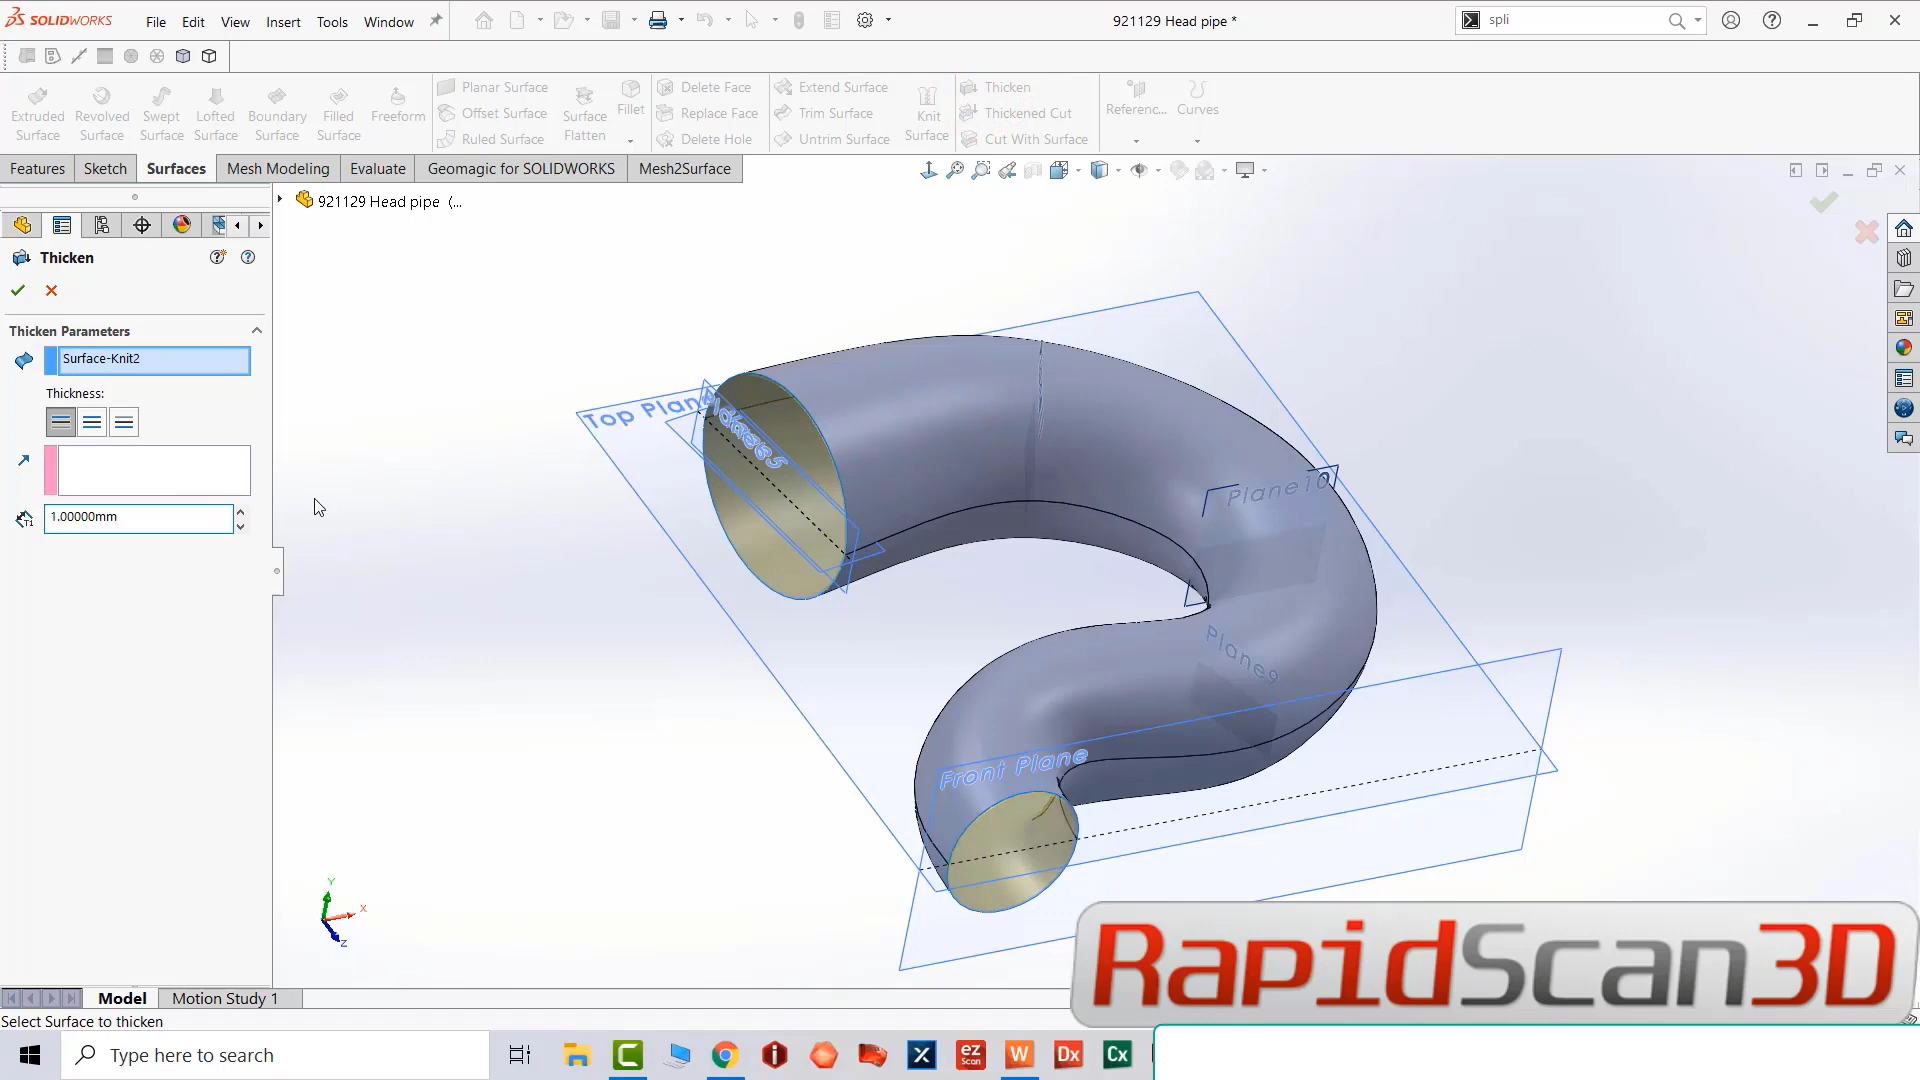 SOLIDWORKS File Edit View Insert Tools Window 921129 Head pipe * spli
Extruded Surface
Revolved Surface
Swept Surface
Lofted Surface
Boundary Surface
Filled Surface
Freeform
Planar Surface
Offset Surface
Ruled Surface
Surface Flatten
Fillet
Delete Face
Replace Face
Delete Hole
Extend Surface
Trim Surface
Untrim Surface
Knit Surface
Thicken
Thickened Cut
Cut With Surface
Referenc...
Curves
Features Sketch Surfaces Mesh Modeling Evaluate Geomagic for SOLIDWORKS Mesh2Surface
921129 Head pipe (...
Thicken
Thicken Parameters
Surface-Knit2
Thickness:
1.00000mm
Top Plane
Plane10
Plane9
Front Plane
Y
X
Z
RapidScan3D
Model Motion Study 1
Select Surface to thicken
Type here to search
X
ez
Scan
W
Dx
Cx